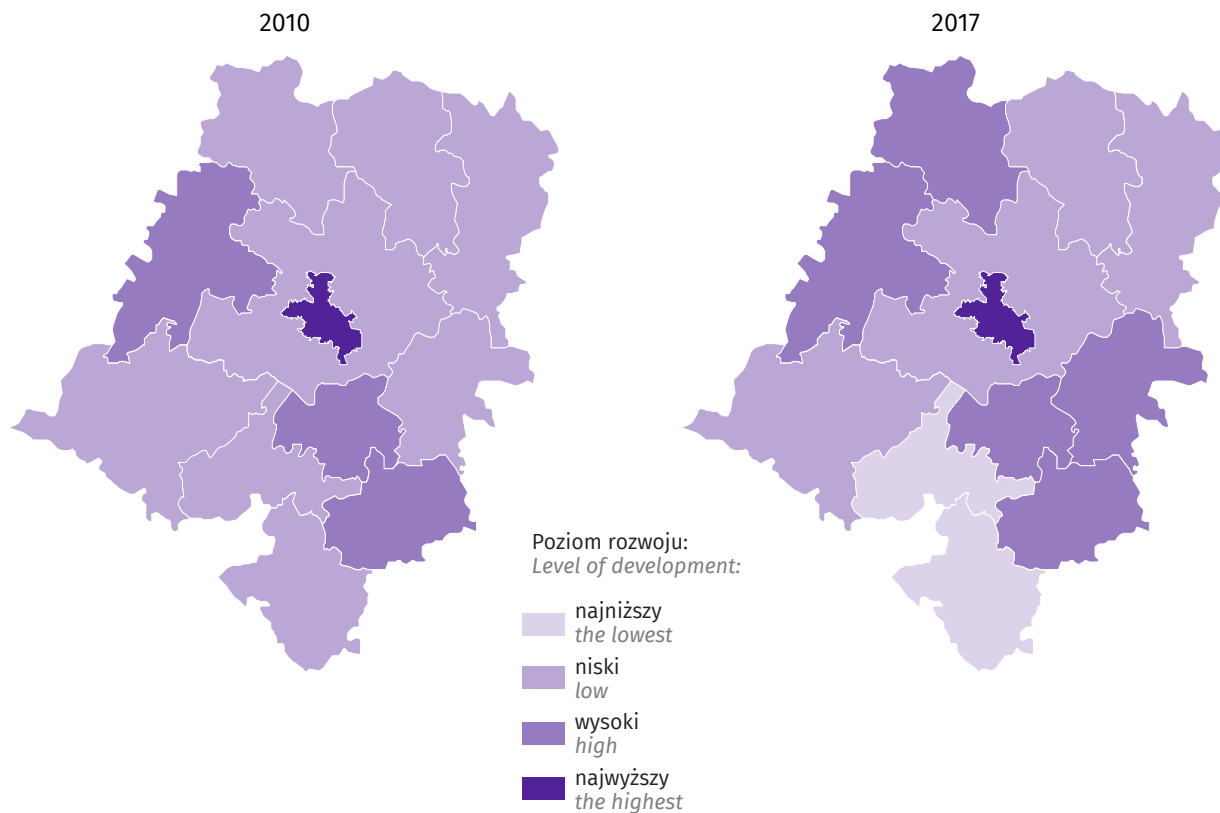 2010
2017
Poziom rozwoju:
Level of development:
najniższy
the lowest
niski
low
wysoki
high
najwyższy
the highest